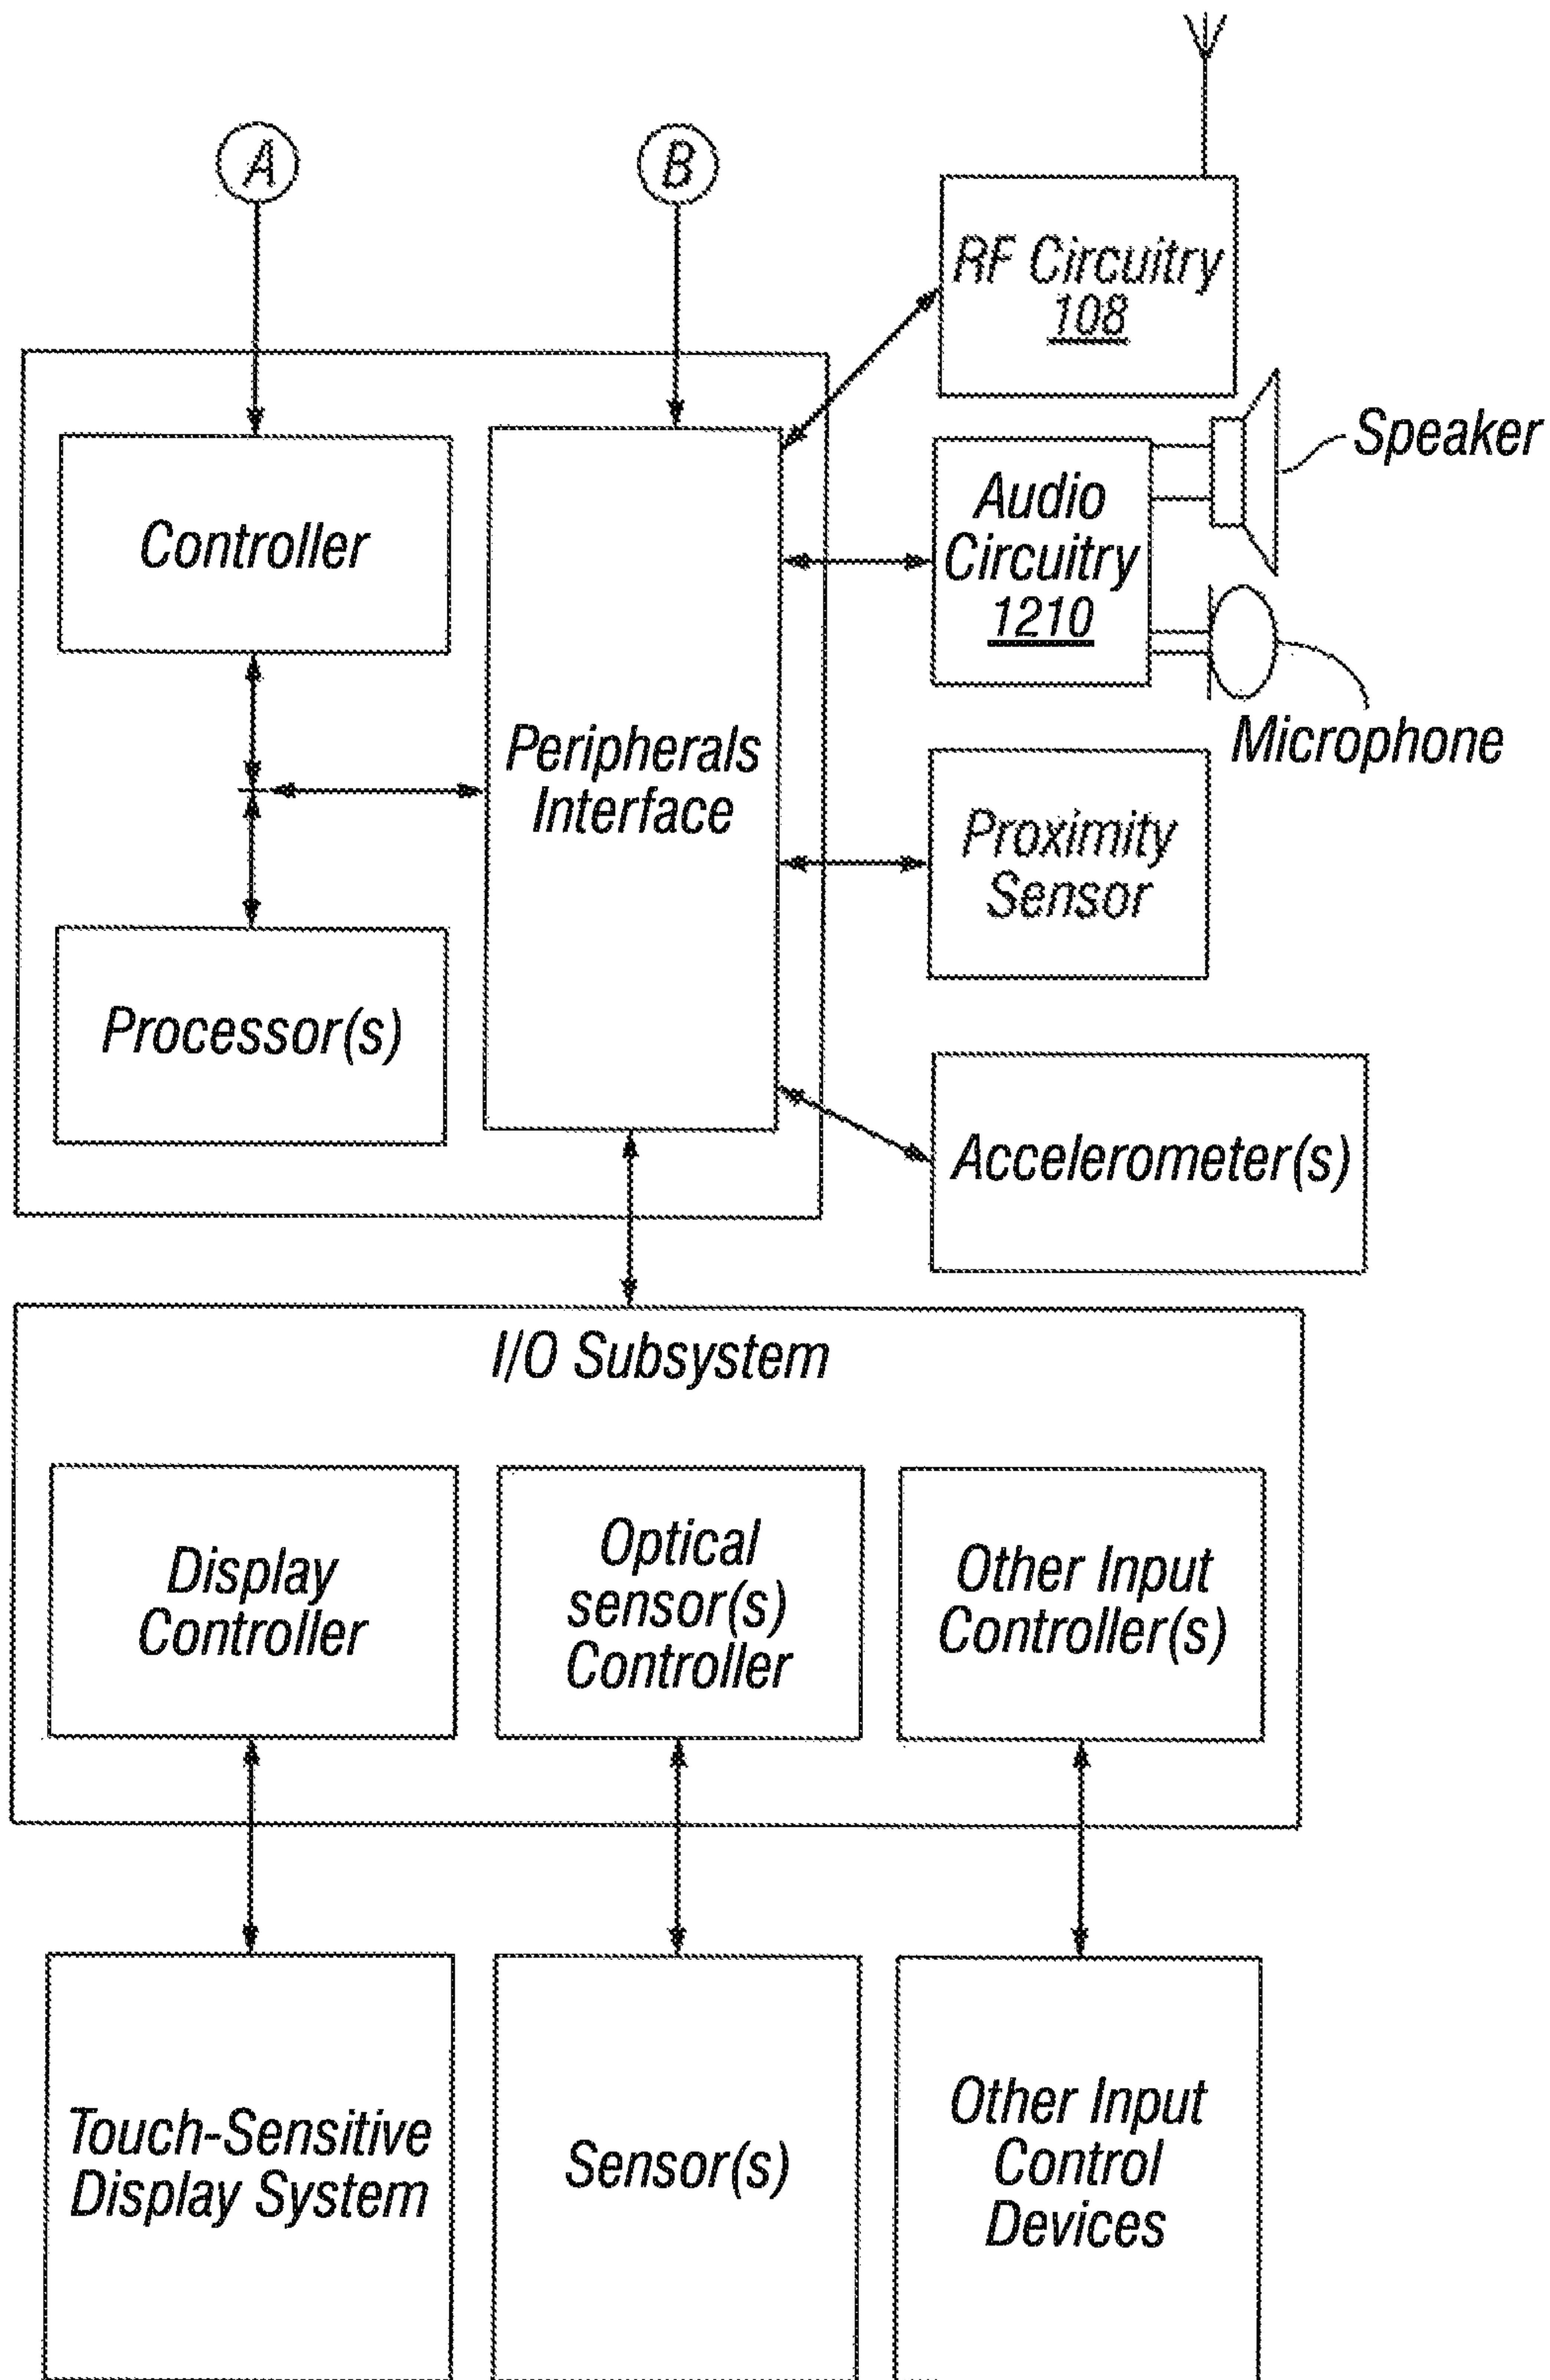 A
B
RF Circuitry
108
Speaker
Controller
Audio
Circuitry
1210
Microphone
Peripherals
Interface
Proximity
Sensor
Processor(s)
Accelerometer(s)
I/O Subsystem
Display
Controller
Optical
sensor(s)
Controller
Other Input
Controller(s)
Touch-Sensitive
Display System
Sensor(s)
Other Input
Control
Devices